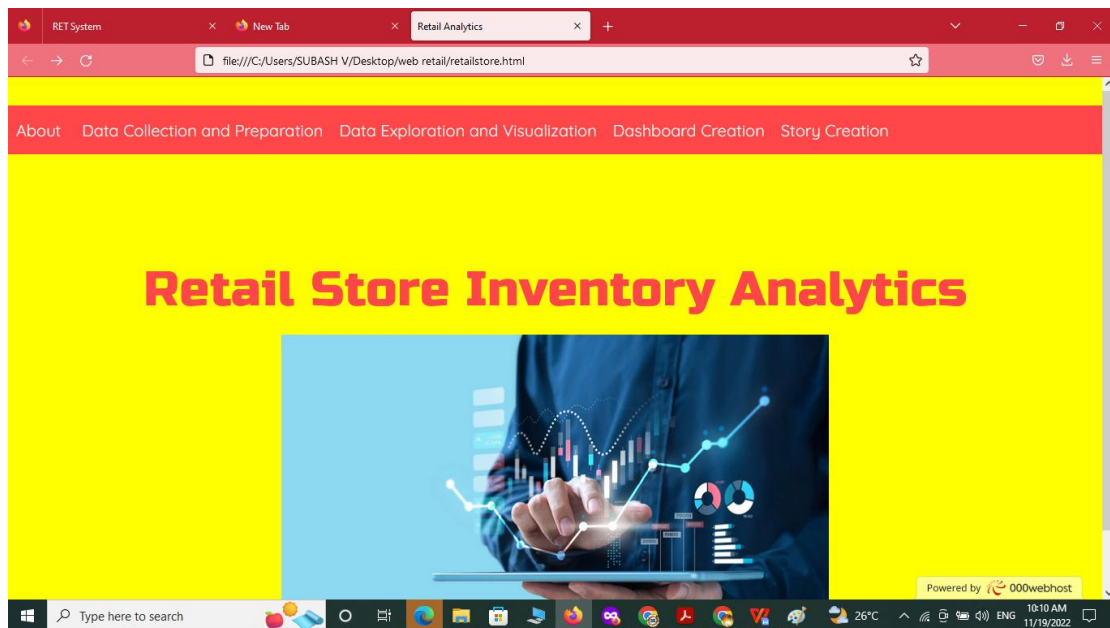 RET System
New Tab
Retail Analytics
file:///C:/Users/SUBASH V/Desktop/web retail/retailstore.html
About Data Collection and Preparation Data Exploration and Visualization Dashboard Creation Story Creation
Retail Store Inventory Analytics
Powered by 000webhost
Type here to search
26°C ENG 10:10 AM
11/19/2022